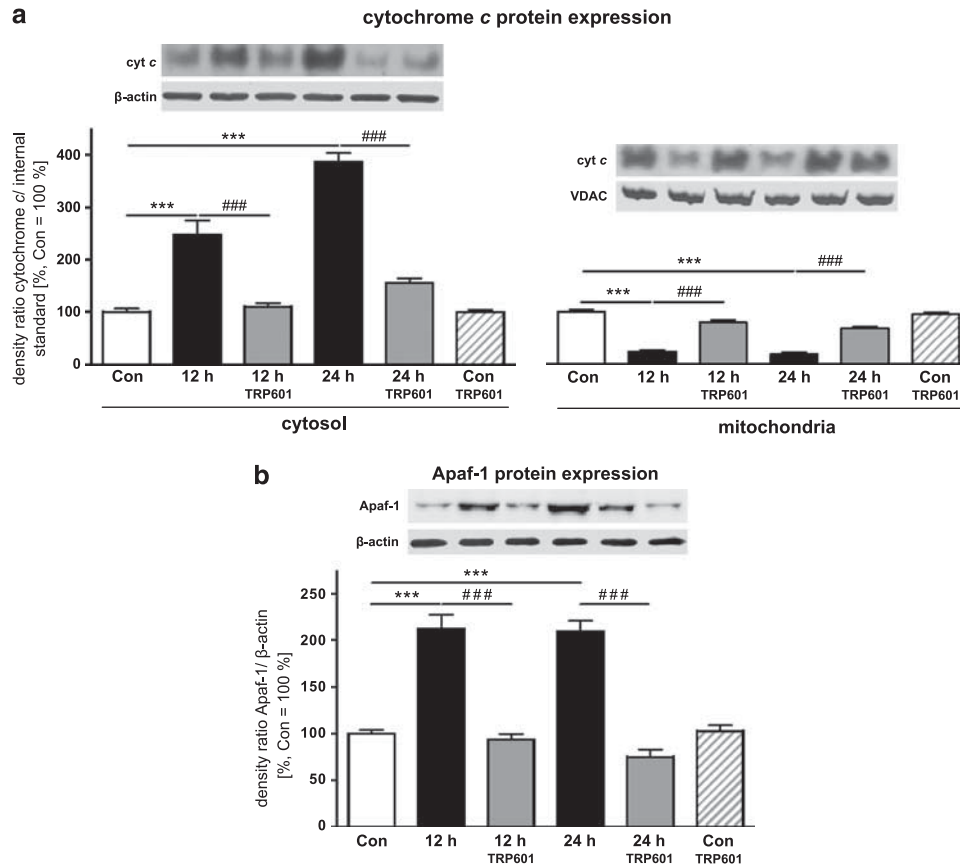 a
cytochrome c protein expression
cyt c
β-actin
density ratio cytochrome c/ internal
standard [%, Con = 100 %]
400
300
200
100
0
***
###
***
###
Con
12 h
12 h
TRP601
24 h
24 h
TRP601
Con
TRP601
cytosol
cyt c
VDAC
***
###
***
###
Con
12 h
12 h
TRP601
24 h
24 h
TRP601
Con
TRP601
mitochondria
b
Apaf-1 protein expression
Apaf-1
β-actin
density ratio Apaf-1/ β-actin
[%, Con = 100 %]
250
200
150
100
50
0
***
***
###
###
Con
12 h
12 h
TRP601
24 h
24 h
TRP601
Con
TRP601